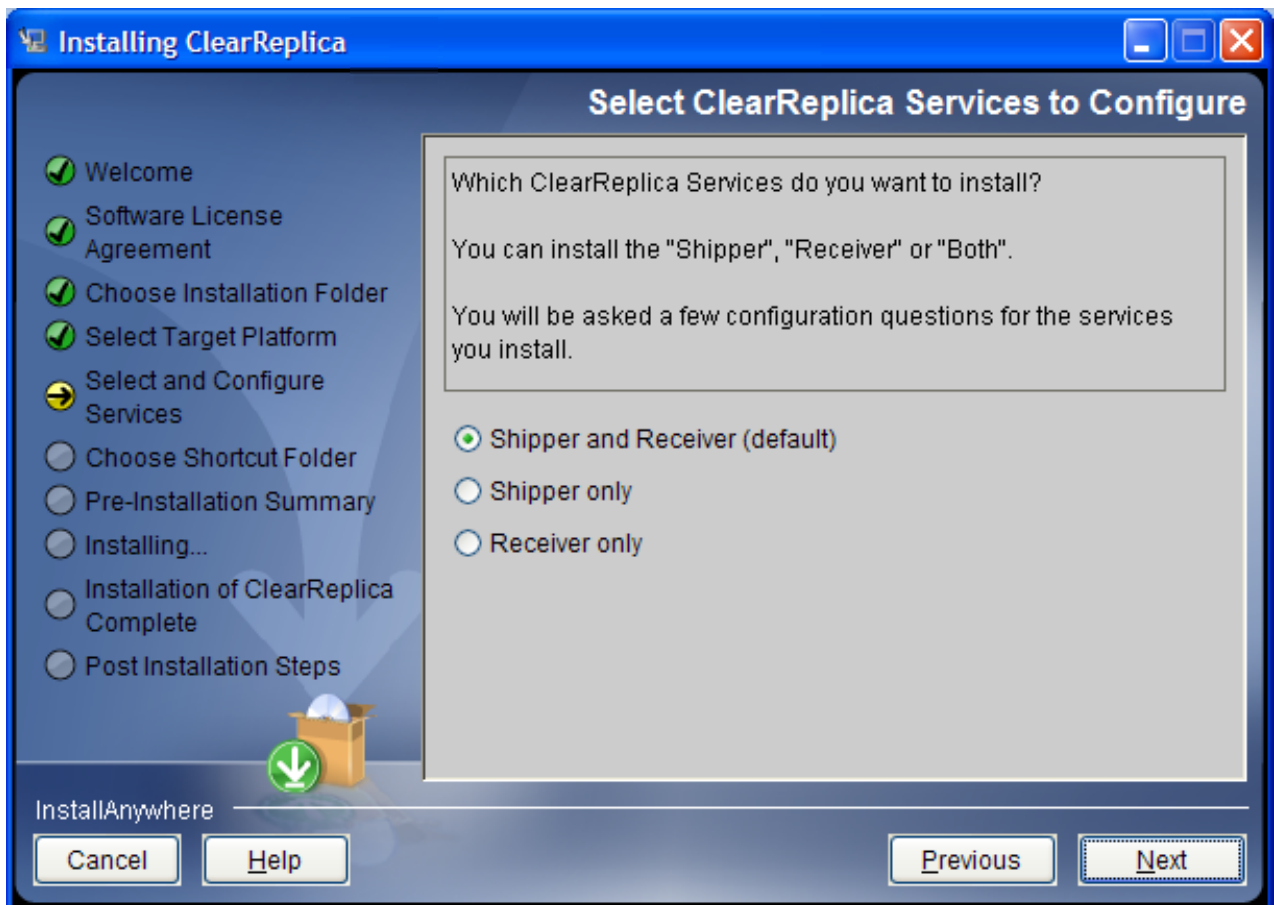 Installing ClearReplica
Select ClearReplica Services to Configure
Welcome
Software License
Agreement
Choose Installation Folder
Select Target Platform
Select and Configure
Services
Choose Shortcut Folder
Pre-Installation Summary
Installing...
Installation of ClearReplica
Complete
Post Installation Steps
Which ClearReplica Services do you want to install?
You can install the "Shipper", "Receiver" or "Both".
You will be asked a few configuration questions for the services
you install.
Shipper and Receiver (default)
Shipper only
Receiver only
InstallAnywhere
Cancel
Help
Previous
Next